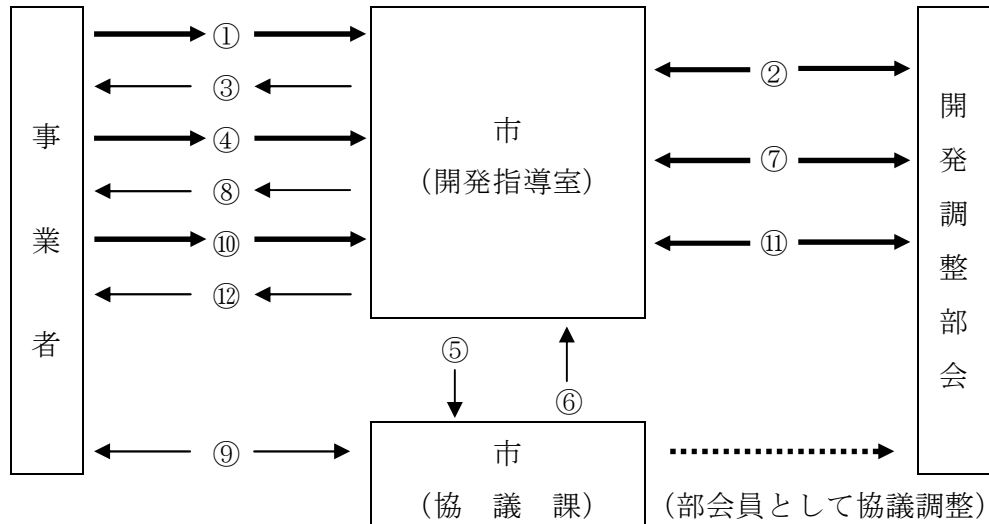 事業者
①
③
④
⑧
⑩
⑫
⑨
市
(開発指導室)
⑤
⑥
市
(協 議 課)
②
⑦
⑪
開発調整部会
(部会員として協議調整)